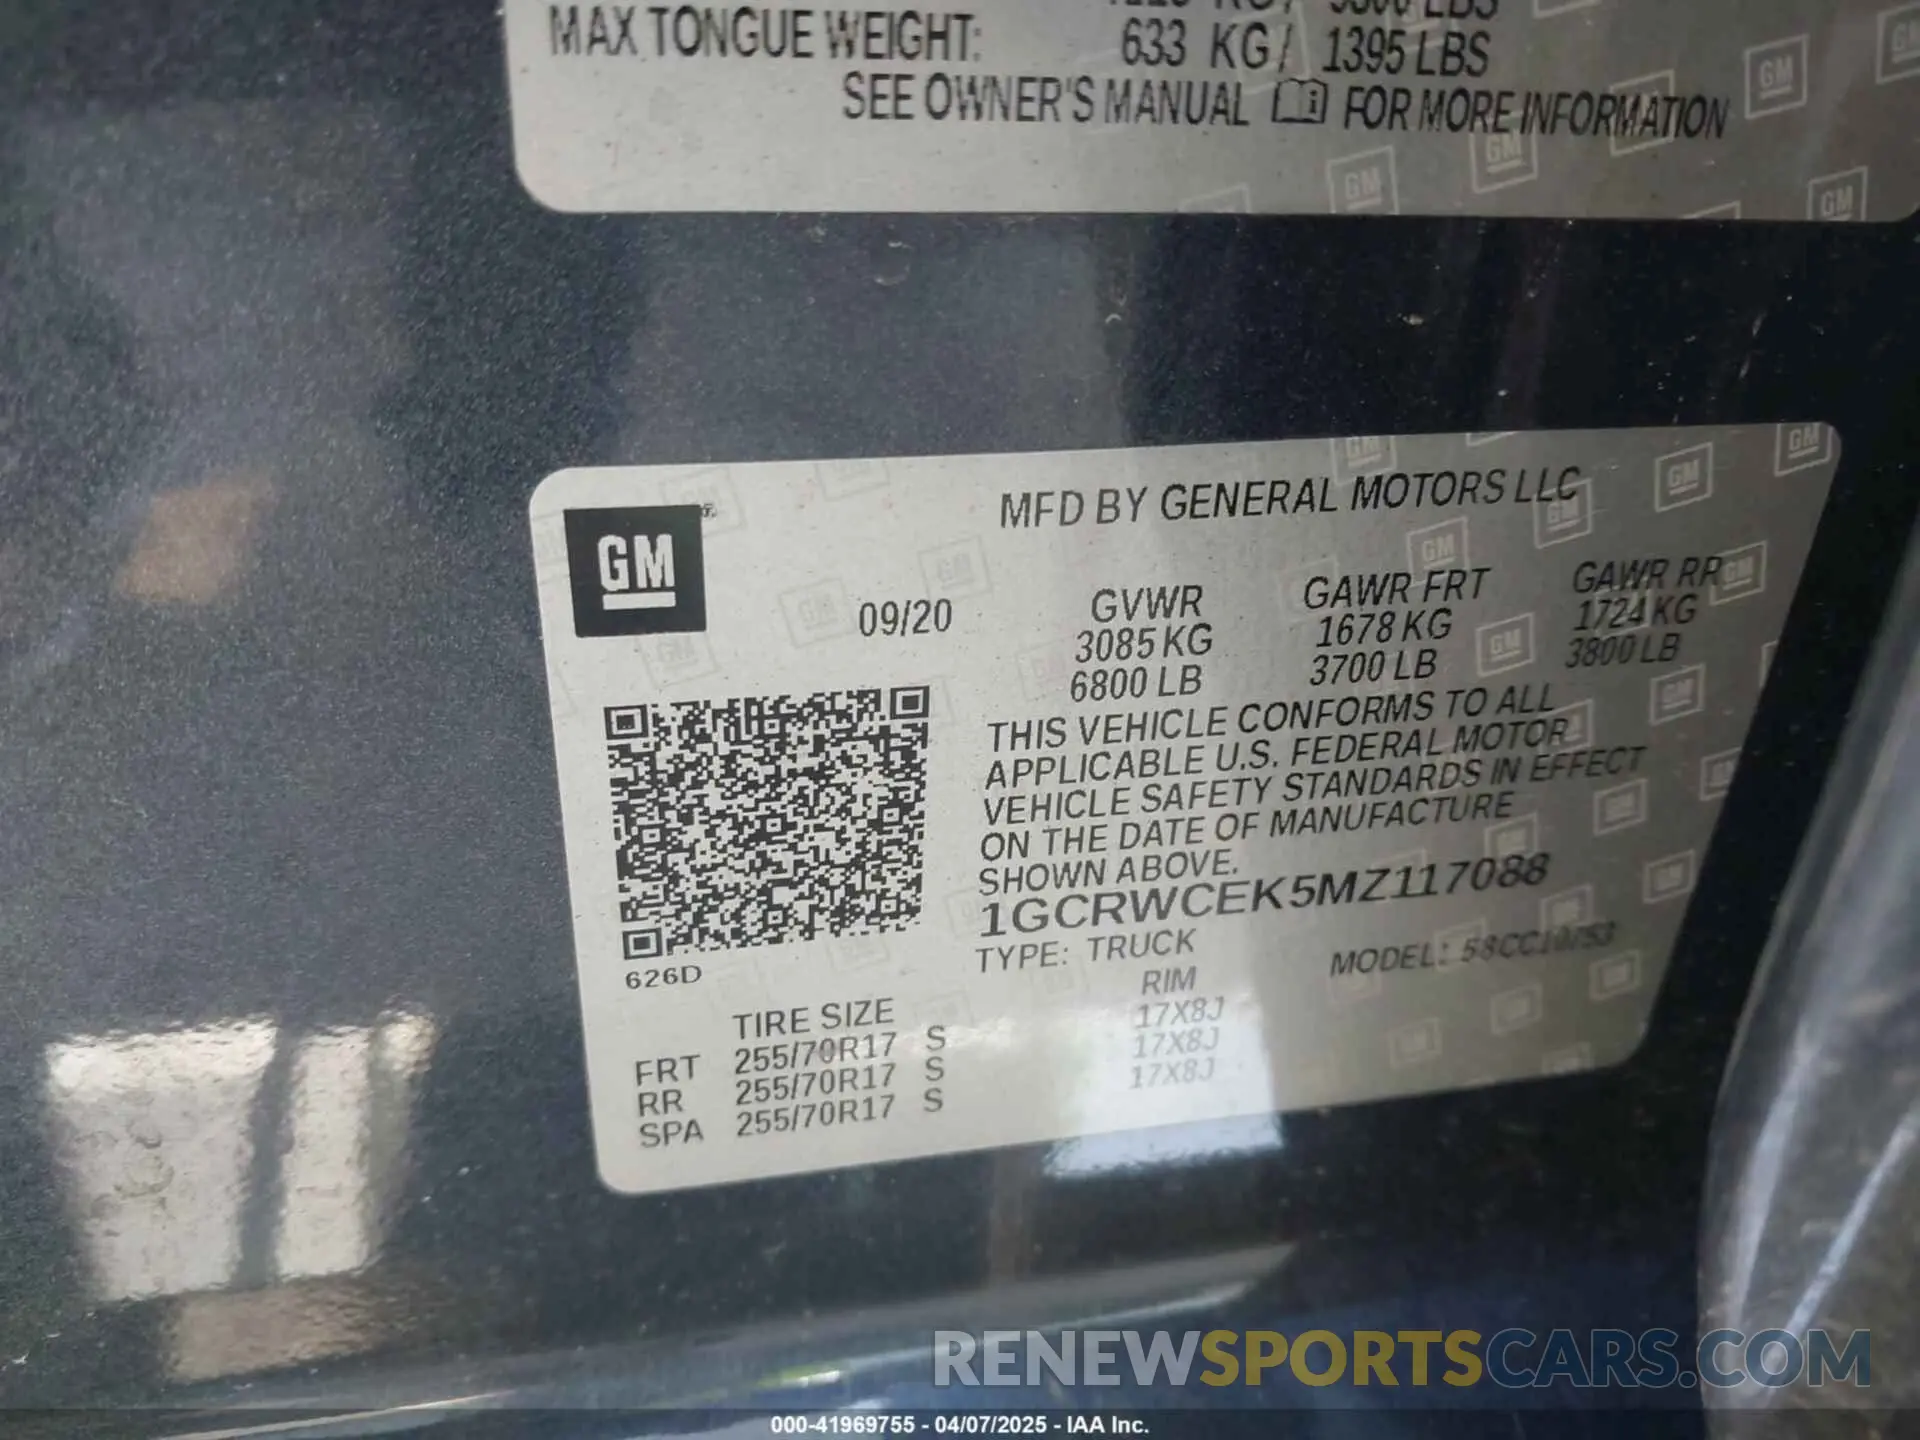 LBS
MAX TONGUE WEIGHT: 633 KG / 1395 LBS
SEE OWNER'S MANUAL FOR MORE INFORMATION
GM
MFD BY GENERAL MOTORS LLC
09/20
GVWR GAWR FRT GAWR RR
3085 KG 1678 KG 1724 KG
6800 LB 3700 LB 3800 LB
THIS VEHICLE CONFORMS TO ALL
APPLICABLE U.S. FEDERAL MOTOR
VEHICLE SAFETY STANDARDS IN EFFECT
ON THE DATE OF MANUFACTURE
SHOWN ABOVE.
1GCRWCEK5MZ117088
TYPE: TRUCK MODEL:
626D
TIRE SIZE RIM
FRT 255/70R17 S 17X8J
RR 255/70R17 S 17X8J
SPA 255/70R17 S 17X8J
RENEWSPORTSCARS.COM
000-41969755 - 04/07/2025 - IAA Inc.